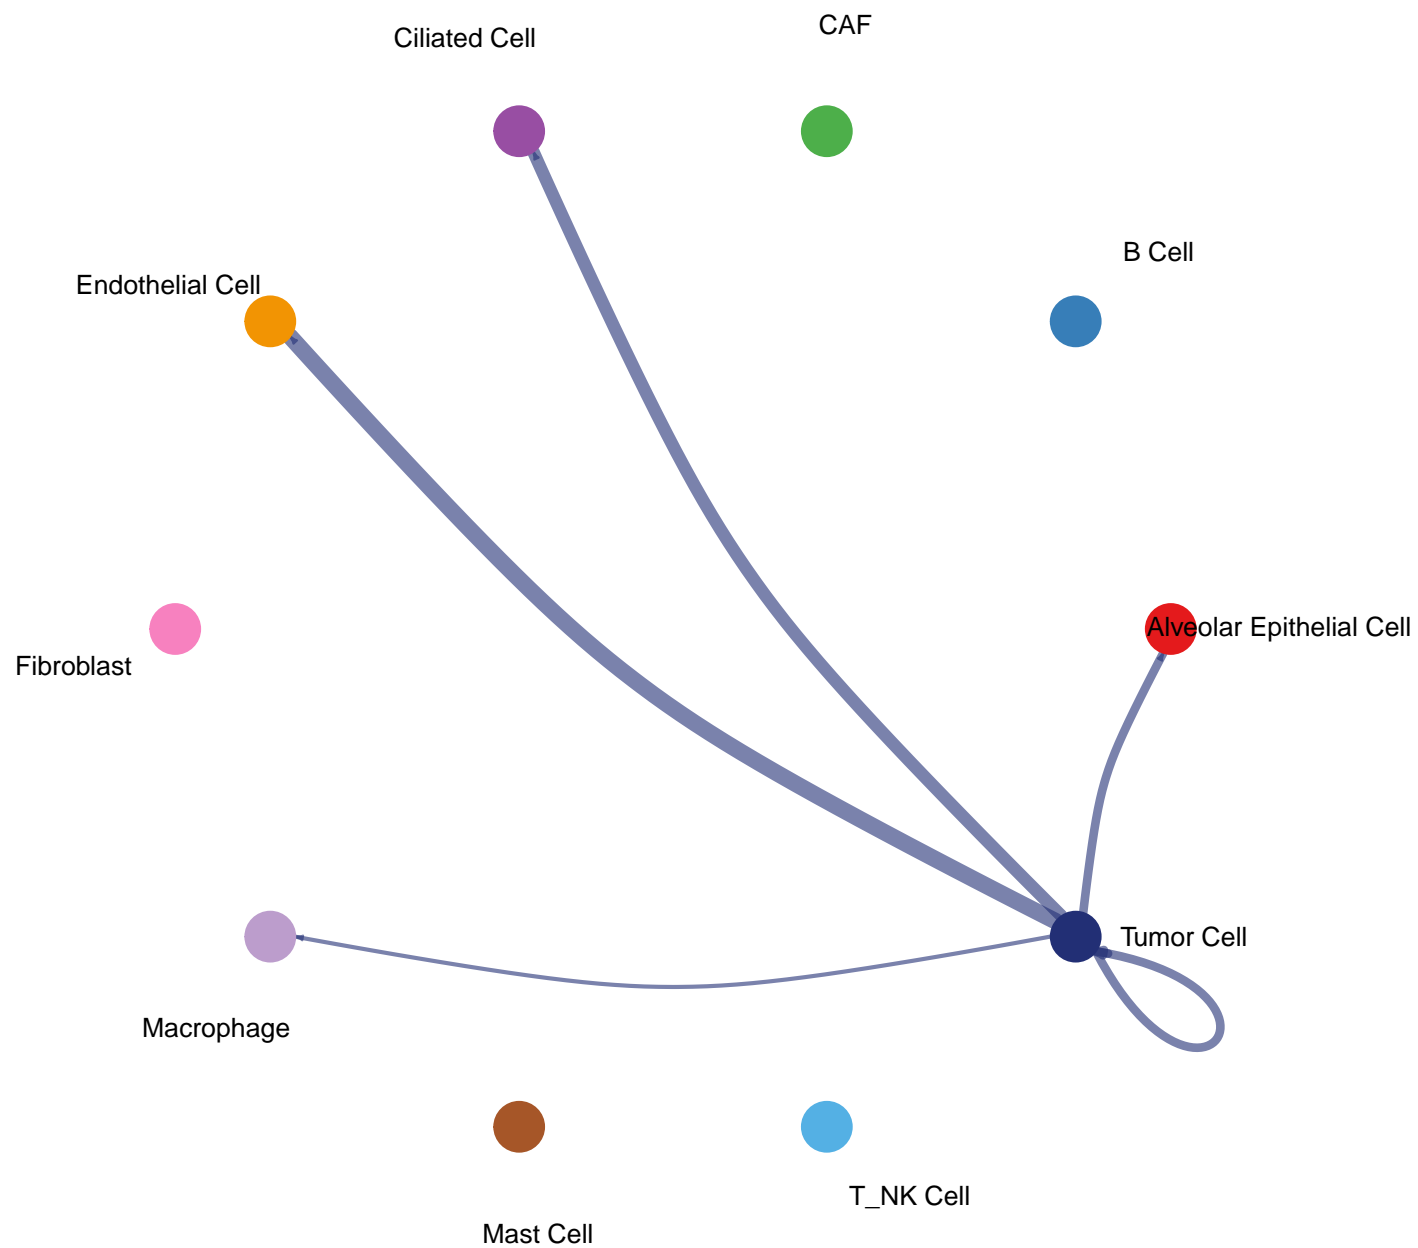 CAF
Ciliated Cell
B Cell
Endothelial Cell
Alveolar Epithelial Cell
Fibroblast
Tumor Cell
Macrophage
T_NK Cell
Mast Cell